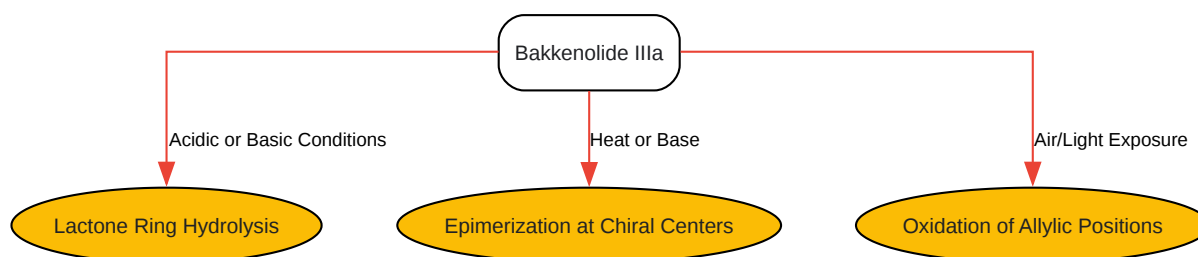 Bakkenolide IIIa
Acidic or Basic Conditions
Heat or Base
Air/Light Exposure
Lactone Ring Hydrolysis
Epimerization at Chiral Centers
Oxidation of Allylic Positions